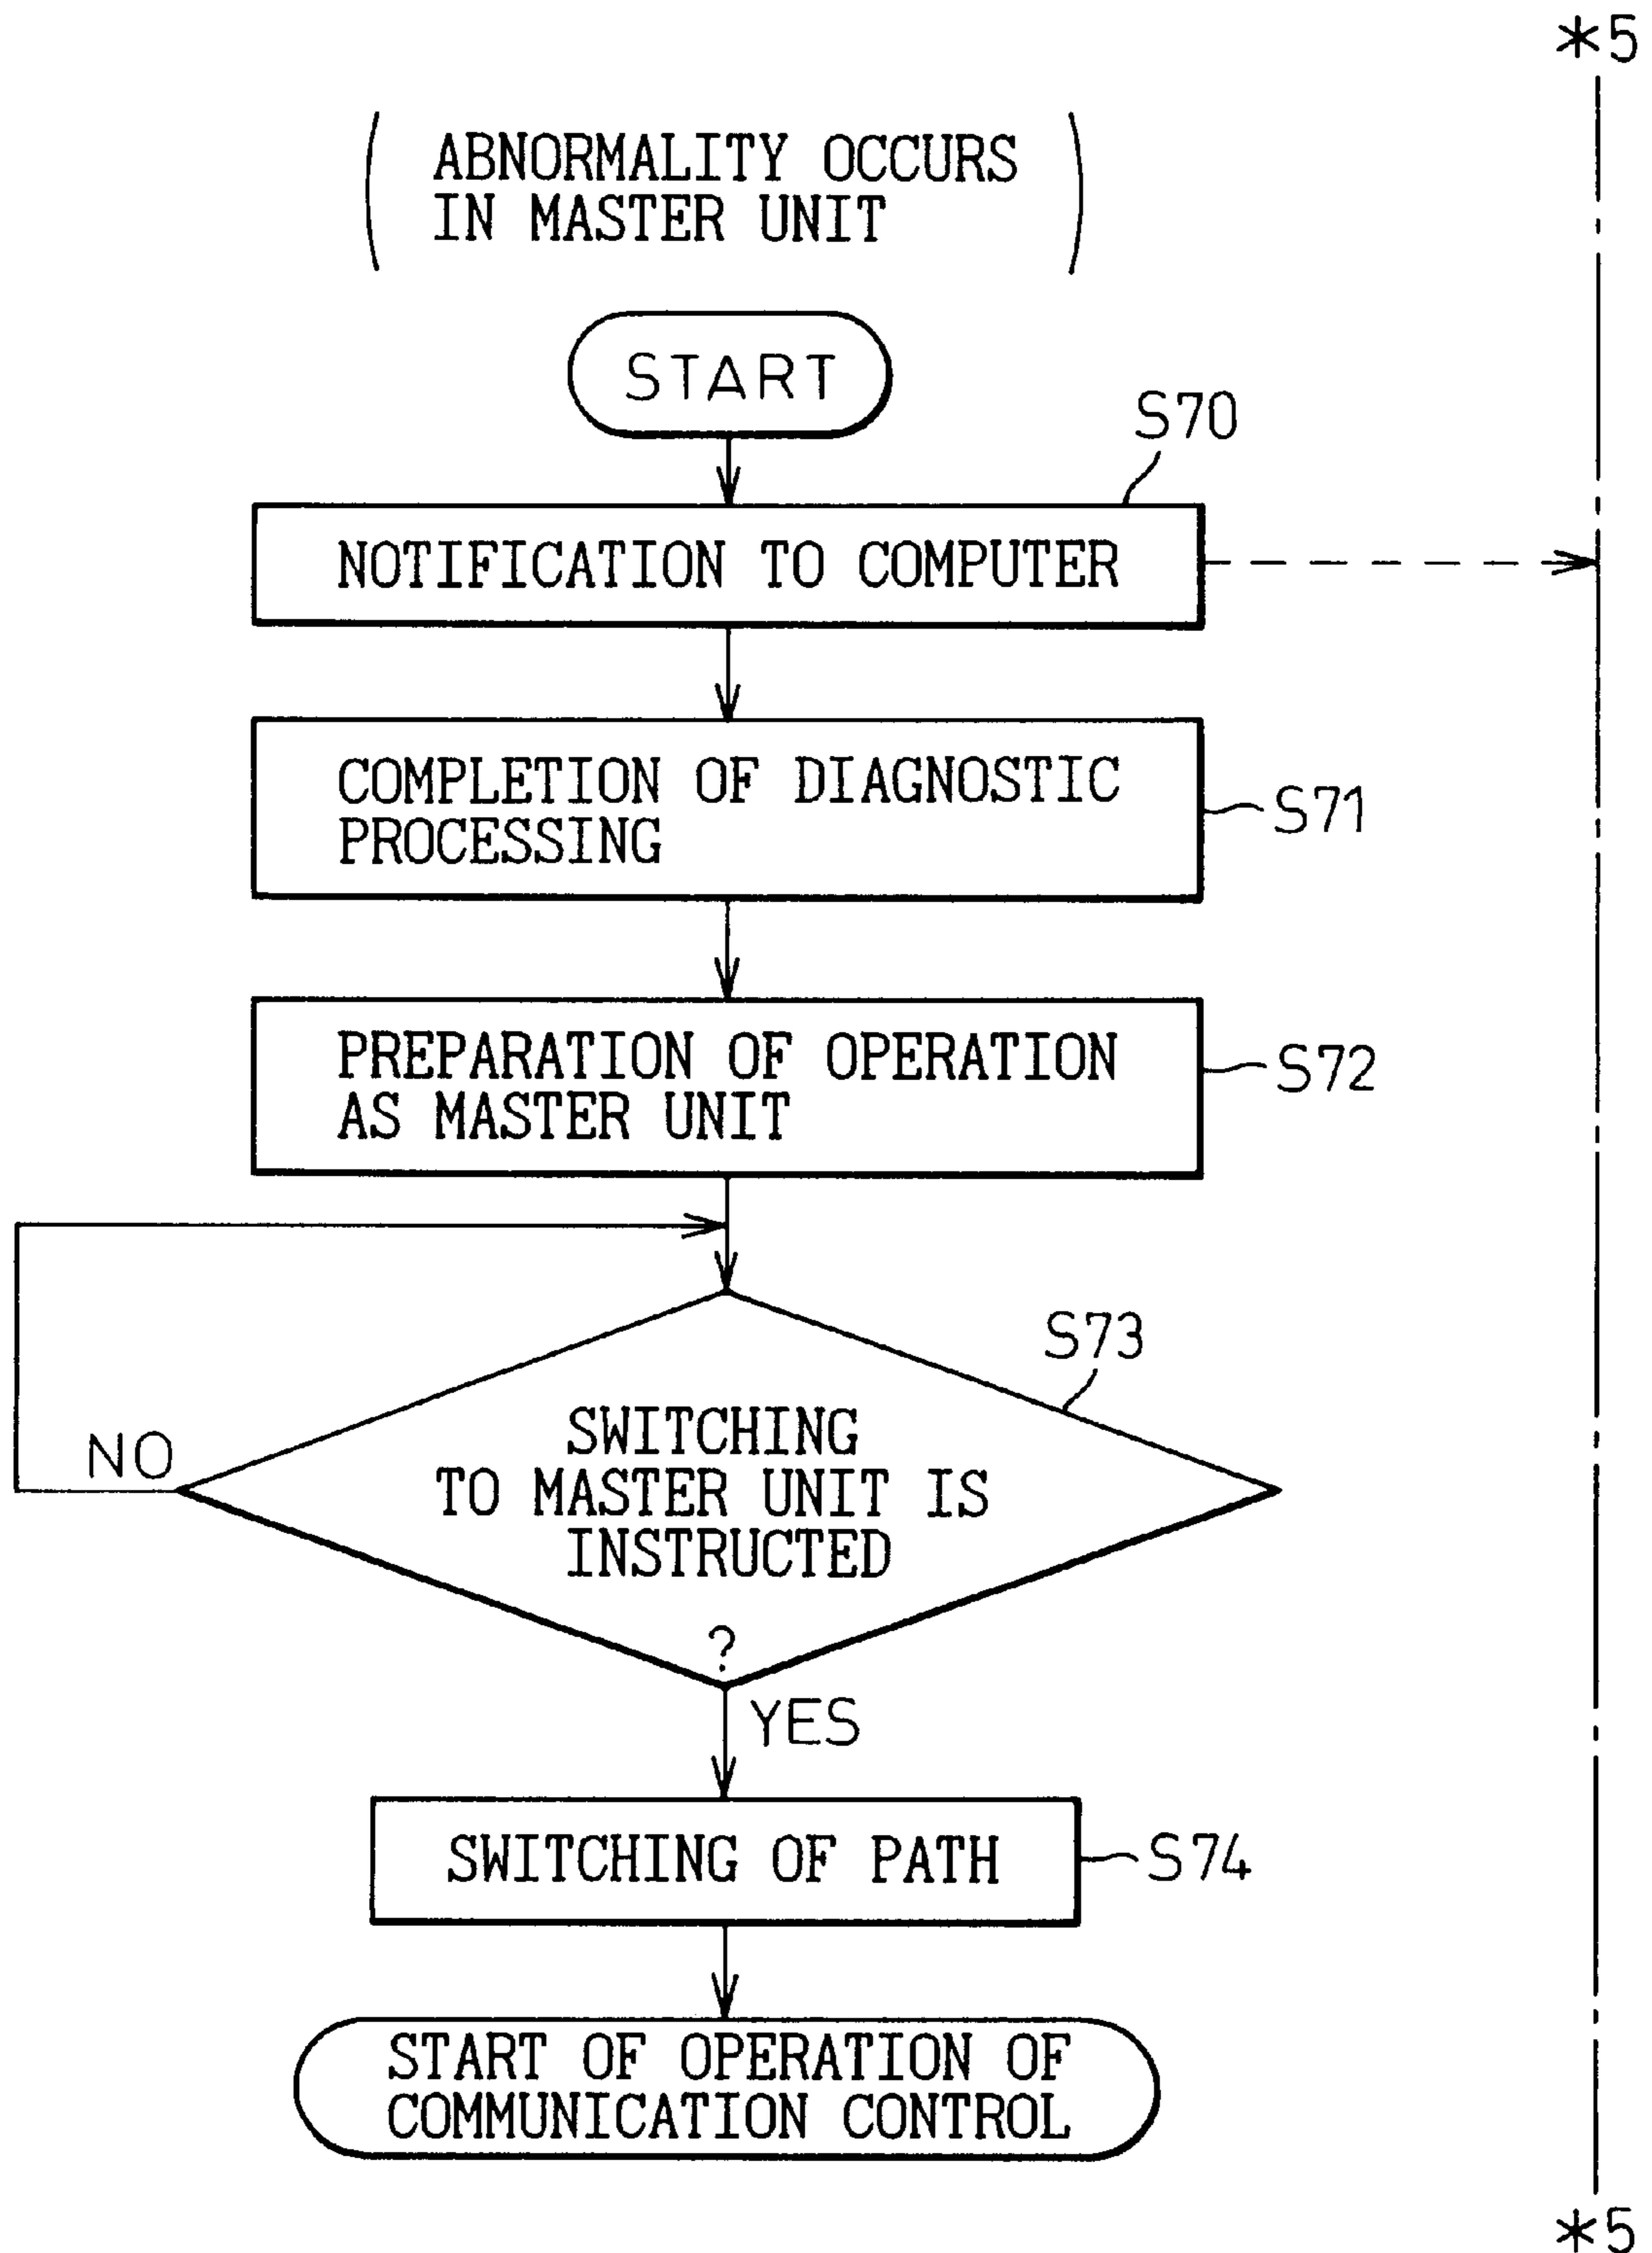 *5
ABNORMALITY OCCURS
IN MASTER UNIT
START
S70
NOTIFICATION TO COMPUTER
COMPLETION OF DIAGNOSTIC
PROCESSING
S71
PREPARATION OF OPERATION
AS MASTER UNIT
S72
S73
NO
SWITCHING
TO MASTER UNIT IS
INSTRUCTED
?
YES
SWITCHING OF PATH
S74
START OF OPERATION OF
COMMUNICATION CONTROL
*5